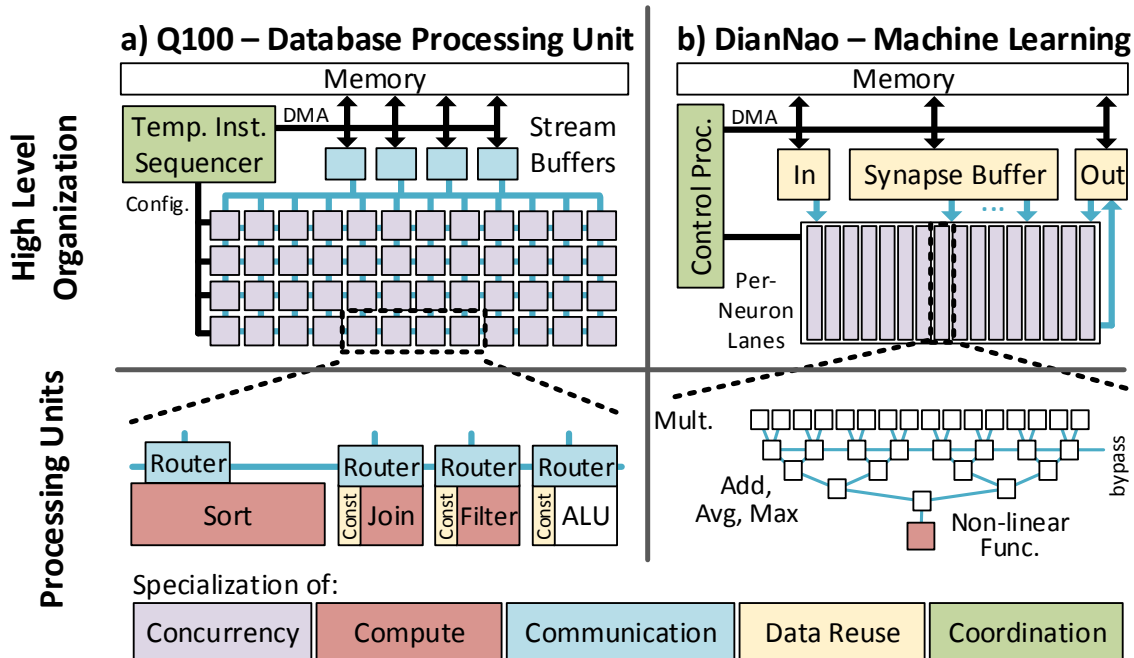 a) Q100 – Database Processing Unit
Memory
Temp. Inst.
Sequencer
DMA
Stream
Buffers
Config.
b) DianNao – Machine Learning
Memory
Control Proc.
DMA
In
Synapse Buffer
Out
...
Per-
Neuron
Lanes
High Level
Organization
Processing Units
Router
Sort
Router
Const
Join
Router
Const
Filter
Router
Const
ALU
Mult.
Add,
Avg, Max
bypass
Non-linear
Func.
Specialization of:
Concurrency
Compute
Communication
Data Reuse
Coordination